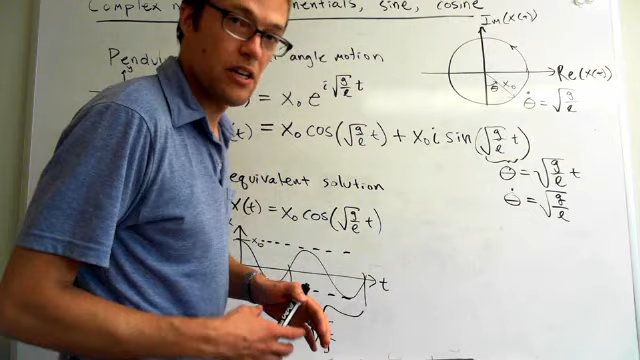 Complex n
nentials, sine, cosine
Pendul
angle motion
= x₀ e^{i√(g/ℓ) t}
(t) = x₀ cos(√(g/ℓ) t) + x₀ i sin(√(g/ℓ) t)
equivalent solution
x(t) = x₀ cos(√(g/ℓ) t)
x₀
t
Im(x(t))
Re(x(t))
θ x₀
θ̇ = √(g/ℓ)
θ = √(g/ℓ) t
θ̇ = √(g/ℓ)